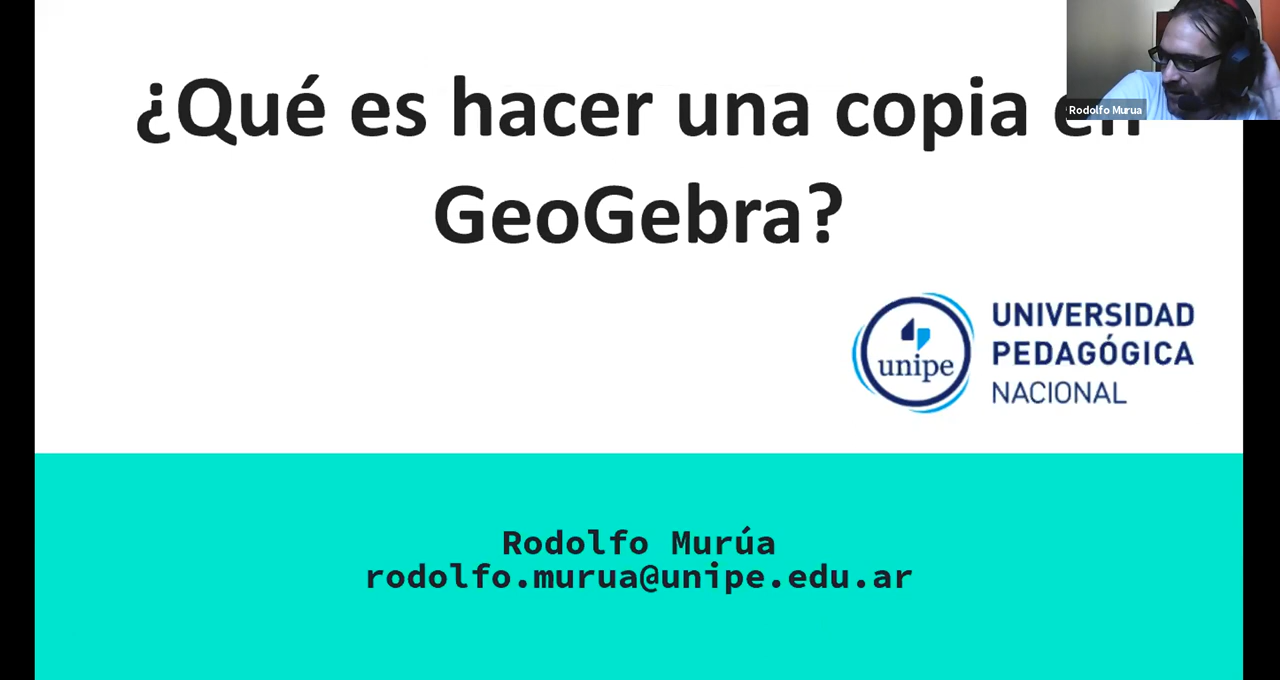 ¿Qué es hacer una copia en
GeoGebra?
Rodolfo Murua
unipe
UNIVERSIDAD
PEDAGÓGICA
NACIONAL
Rodolfo Murúa
rodolfo.murua@unipe.edu.ar